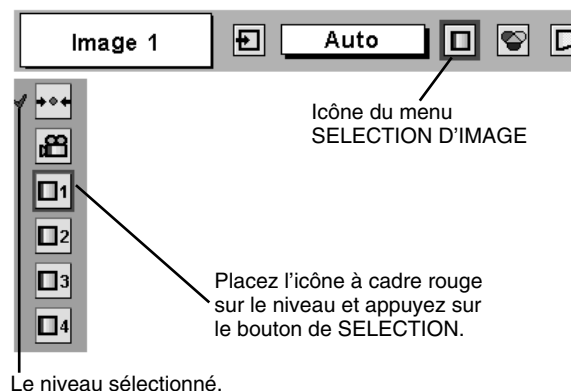 Image 1
Auto
Icône du menu
SELECTION D'IMAGE
1
2
3
4
Placez l'icône à cadre rouge
sur le niveau et appuyez sur
le bouton de SELECTION.
Le niveau sélectionné.